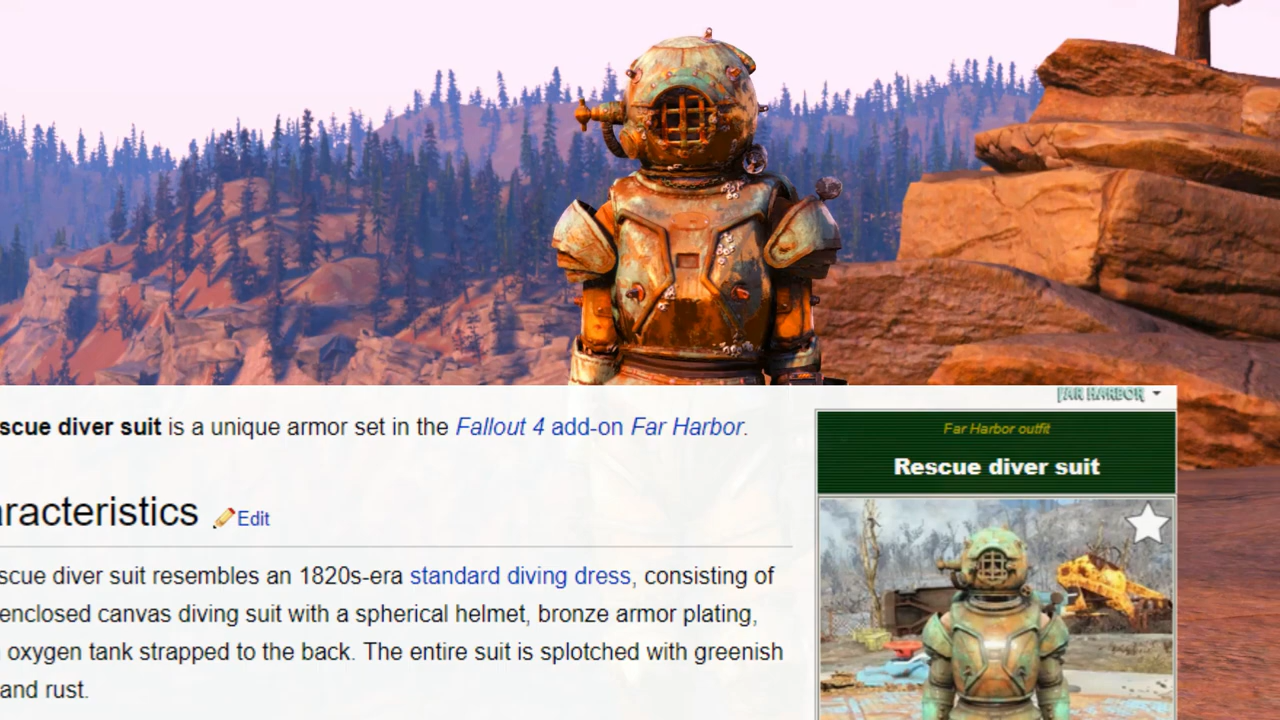 FAR HARBOR
scue diver suit is a unique armor set in the Fallout 4 add-on Far Harbor.
Far Harbor outfit
Rescue diver suit
racteristics Edit
scue diver suit resembles an 1820s-era standard diving dress, consisting of
enclosed canvas diving suit with a spherical helmet, bronze armor plating,
oxygen tank strapped to the back. The entire suit is splotched with greenish
and rust.